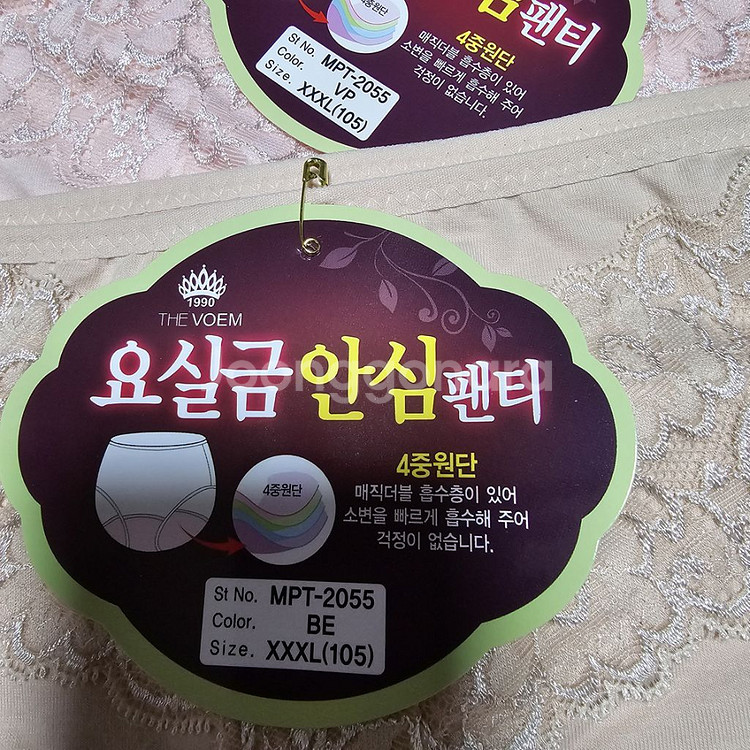 4중원단
심팬티
4중원단
매직더블 흡수층이 있어
소변을 빠르게 흡수해 주어
걱정이 없습니다.
St No. MPT-2055
Color. VP
Size. XXXL(105)
1990
THE VOEM
요실금 안심 팬티
4중원단
4중원단
매직더블 흡수층이 있어
소변을 빠르게 흡수해 주어
걱정이 없습니다.
St No. MPT-2055
Color. BE
Size. XXXL(105)